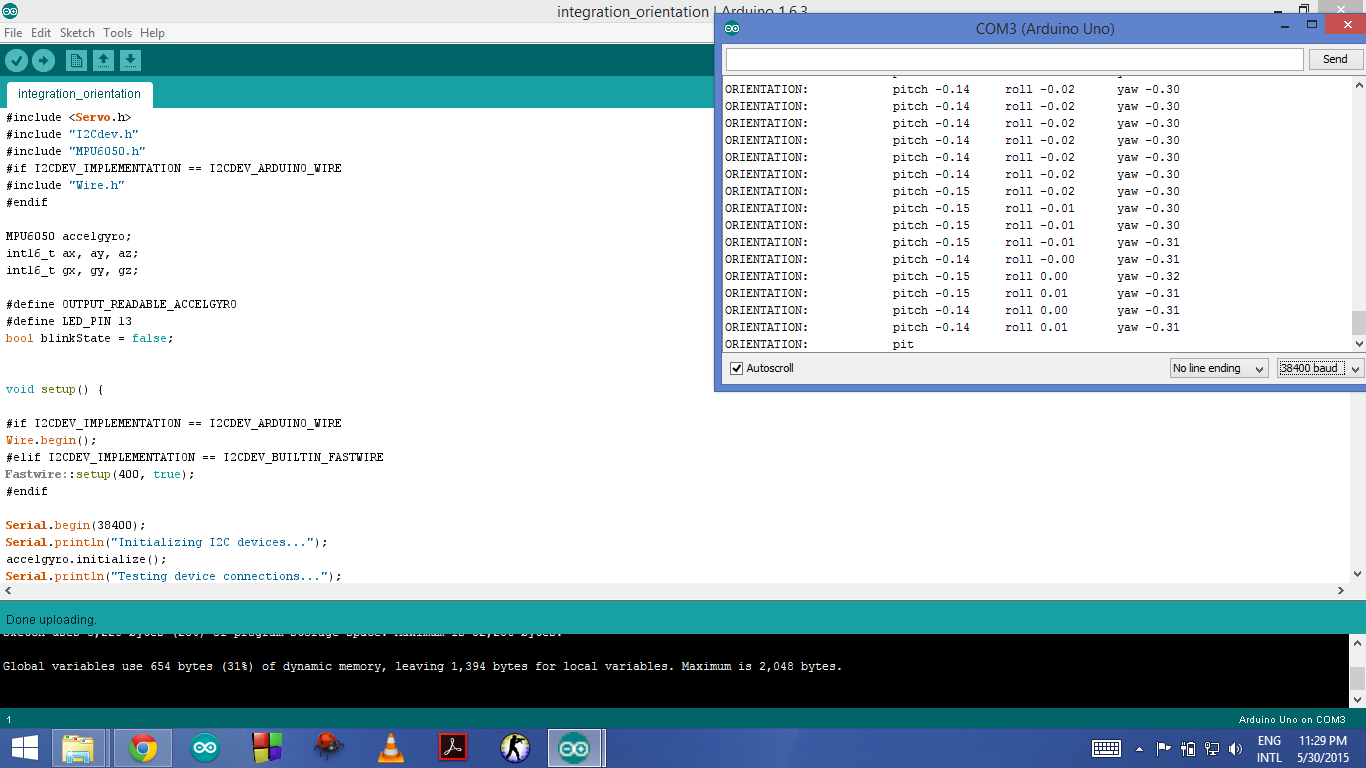 integration_orientation | Arduino 1.6.3
File Edit Sketch Tools Help
integration_orientation
#include <Servo.h>
#include "I2Cdev.h"
#include "MPU6050.h"
#if I2CDEV_IMPLEMENTATION == I2CDEV_ARDUINO_WIRE
#include "Wire.h"
#endif
MPU6050 accelgyro;
int16_t ax, ay, az;
int16_t gx, gy, gz;
#define OUTPUT_READABLE_ACCELGYRO
#define LED_PIN 13
bool blinkState = false;
void setup() {
#if I2CDEV_IMPLEMENTATION == I2CDEV_ARDUINO_WIRE
Wire.begin();
#elif I2CDEV_IMPLEMENTATION == I2CDEV_BUILTIN_FASTWIRE
Fastwire::setup(400, true);
#endif
Serial.begin(38400);
Serial.println("Initializing I2C devices...");
accelgyro.initialize();
Serial.println("Testing device connections...");
COM3 (Arduino Uno)
Send
ORIENTATION: pitch -0.14 roll -0.02 yaw -0.30
ORIENTATION: pitch -0.14 roll -0.02 yaw -0.30
ORIENTATION: pitch -0.14 roll -0.02 yaw -0.30
ORIENTATION: pitch -0.14 roll -0.02 yaw -0.30
ORIENTATION: pitch -0.14 roll -0.02 yaw -0.30
ORIENTATION: pitch -0.14 roll -0.02 yaw -0.30
ORIENTATION: pitch -0.15 roll -0.02 yaw -0.30
ORIENTATION: pitch -0.15 roll -0.01 yaw -0.30
ORIENTATION: pitch -0.15 roll -0.01 yaw -0.30
ORIENTATION: pitch -0.15 roll -0.01 yaw -0.31
ORIENTATION: pitch -0.14 roll -0.00 yaw -0.31
ORIENTATION: pitch -0.15 roll 0.00 yaw -0.32
ORIENTATION: pitch -0.15 roll 0.01 yaw -0.31
ORIENTATION: pitch -0.14 roll 0.00 yaw -0.31
ORIENTATION: pitch -0.14 roll 0.01 yaw -0.31
ORIENTATION: pit
Autoscroll
No line ending
38400 baud
Done uploading.
Global variables use 654 bytes (31%) of dynamic memory, leaving 1,394 bytes for local variables. Maximum is 2,048 bytes.
1
Arduino Uno on COM3
ENG
INTL
11:29 PM
5/30/2015